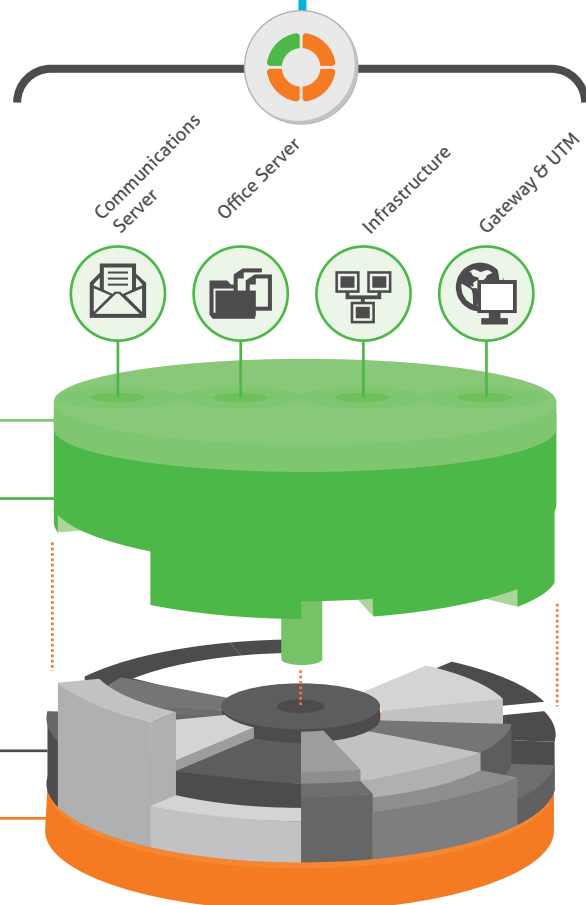 Communications
Server
Office Server
Infrastructure
Gateway & UTM